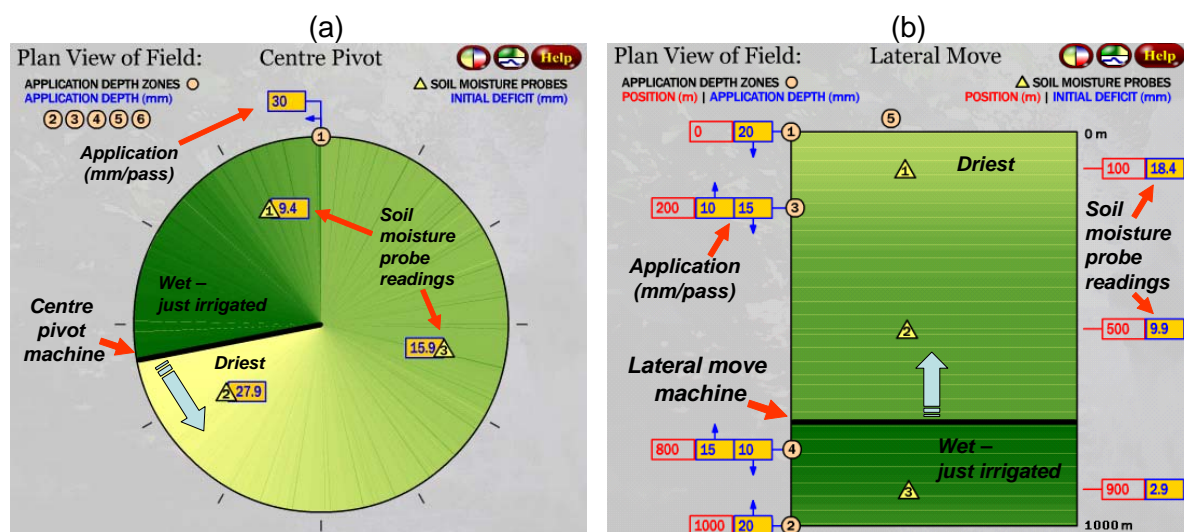 (a)
Plan View of Field: Centre Pivot Help
APPLICATION DEPTH ZONES
APPLICATION DEPTH (mm)
SOIL MOISTURE PROBES
INITIAL DEFICIT (mm)
2 3 4 5 6
30
1
Application
(mm/pass)
1 9.4
Soil
moisture
probe
readings
Wet –
just irrigated
Centre
pivot
machine
15.9 3
Driest
2 27.9
(b)
Plan View of Field: Lateral Move Help
APPLICATION DEPTH ZONES
POSITION (m) | APPLICATION DEPTH (mm)
SOIL MOISTURE PROBES
POSITION (m) | INITIAL DEFICIT (mm)
5
0 20 1
0 m
1
Driest
100 18.4
200 10 15 3
Soil
moisture
probe
readings
Application
(mm/pass)
2
500 9.9
Lateral move
machine
800 15 10 4
Wet –
just irrigated
3
900 2.9
1000 20 2
1000 m